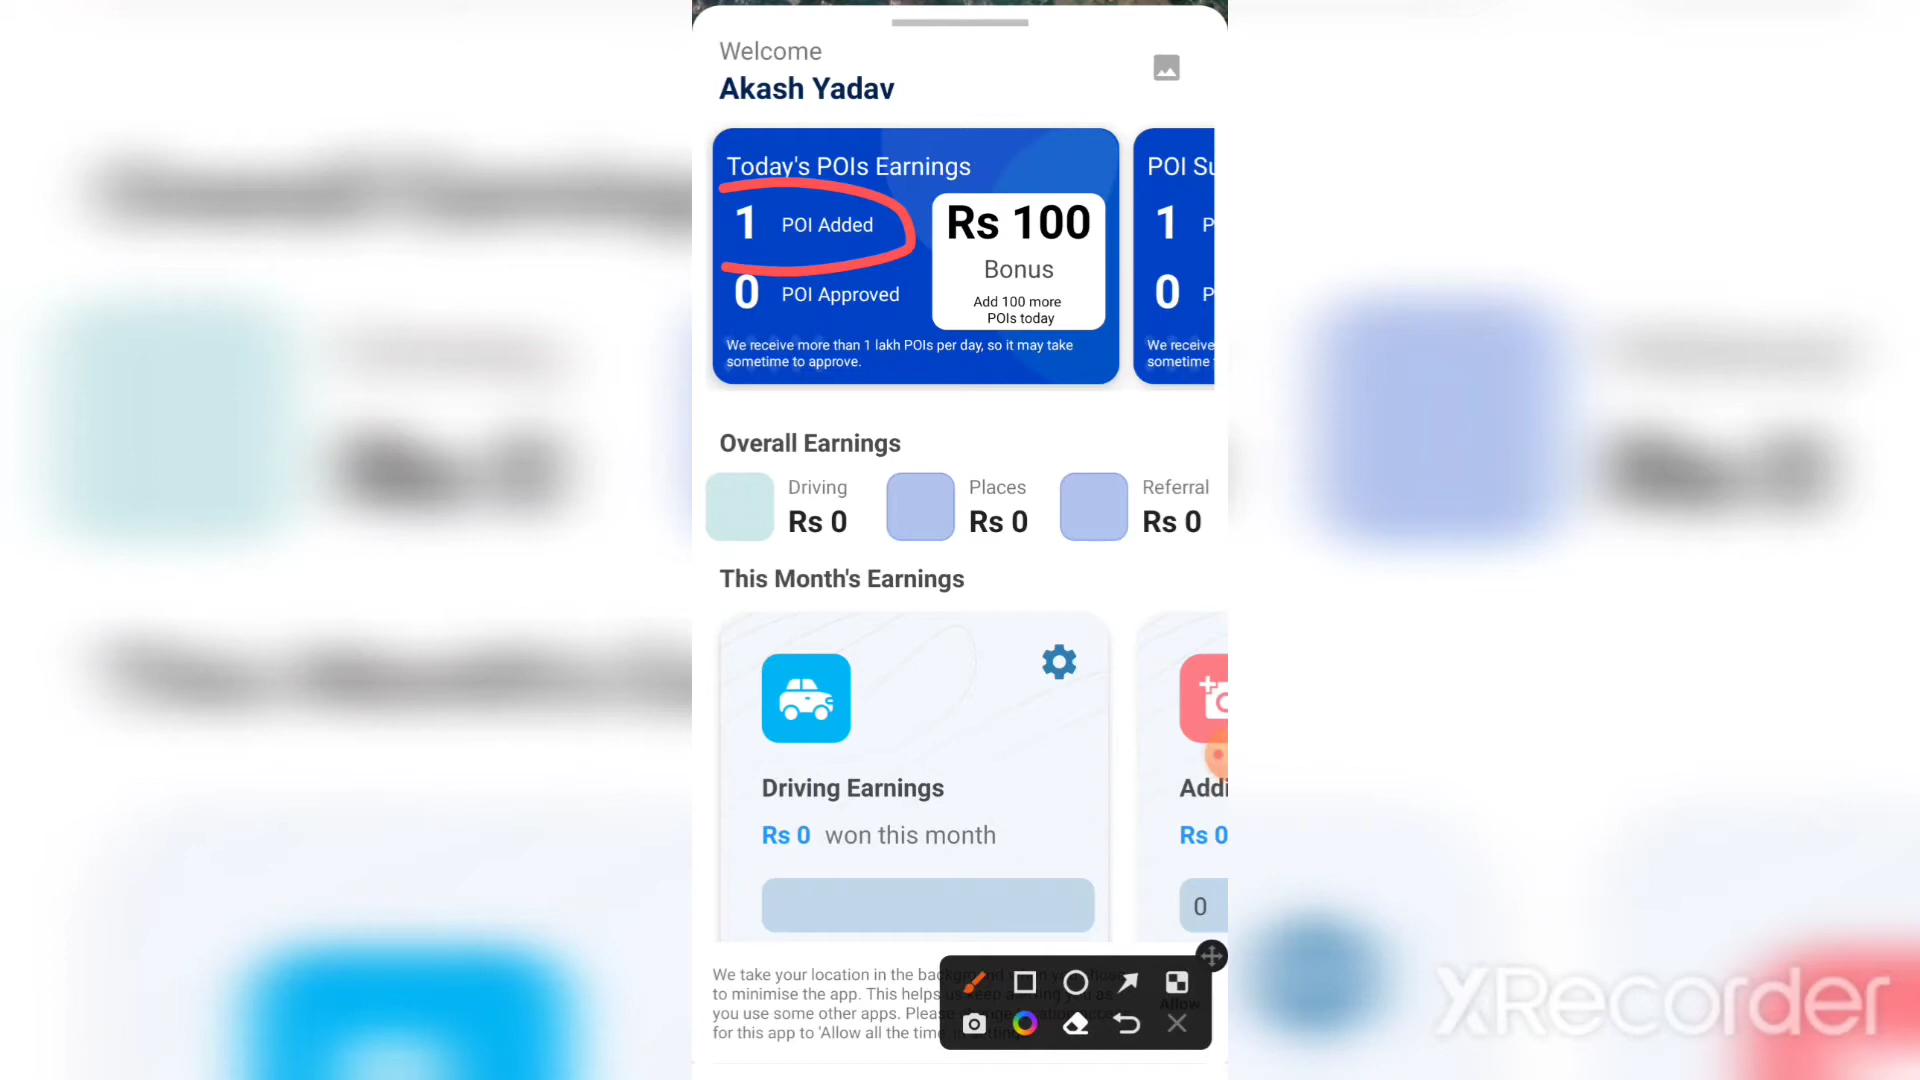 Welcome
Akash Yadav
Today's POIs Earnings
1 POI Added
0 POI Approved
Rs 100
Bonus
Add 100 more
POIs today
We receive more than 1 lakh POIs per day, so it may take
sometime to approve.
POI Su
1 P
0 P
We receive
sometime
Overall Earnings
Driving
Rs 0
Places
Rs 0
Referral
Rs 0
This Month's Earnings
Driving Earnings
Rs 0 won this month
Addi
Rs 0
0
We take your location in the
to minimise the app. This helps
you use some other apps.
for this app to 'Allow all the time'
Allow
XRecorder